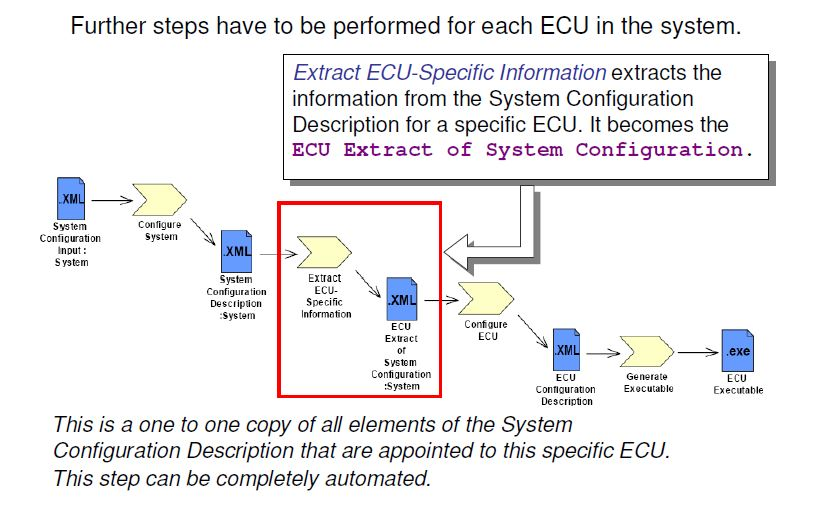 Further steps have to be performed for each ECU in the system.
Extract ECU-Specific Information extracts the
information from the System Configuration
Description for a specific ECU. It becomes the
ECU Extract of System Configuration.
.XML
System
Configuration
Input :
System
Configure
System
.XML
System
Configuration
Description
:System
Extract
ECU-
Specific
Information
.XML
ECU
Extract
of
System
Configuration
:System
Configure
ECU
.XML
ECU
Configuration
Description
Generate
Executable
.exe
ECU
Executable
This is a one to one copy of all elements of the System
Configuration Description that are appointed to this specific ECU.
This step can be completely automated.